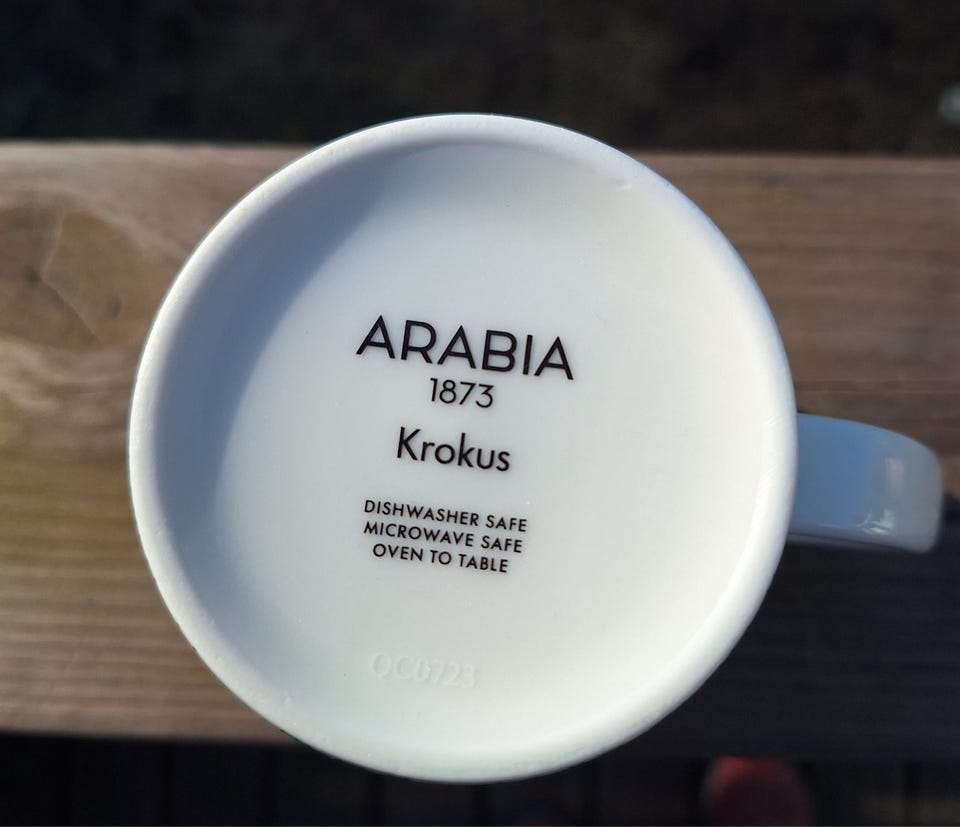 ARABIA
1873
Krokus
DISHWASHER SAFE
MICROWAVE SAFE
OVEN TO TABLE
QC0723